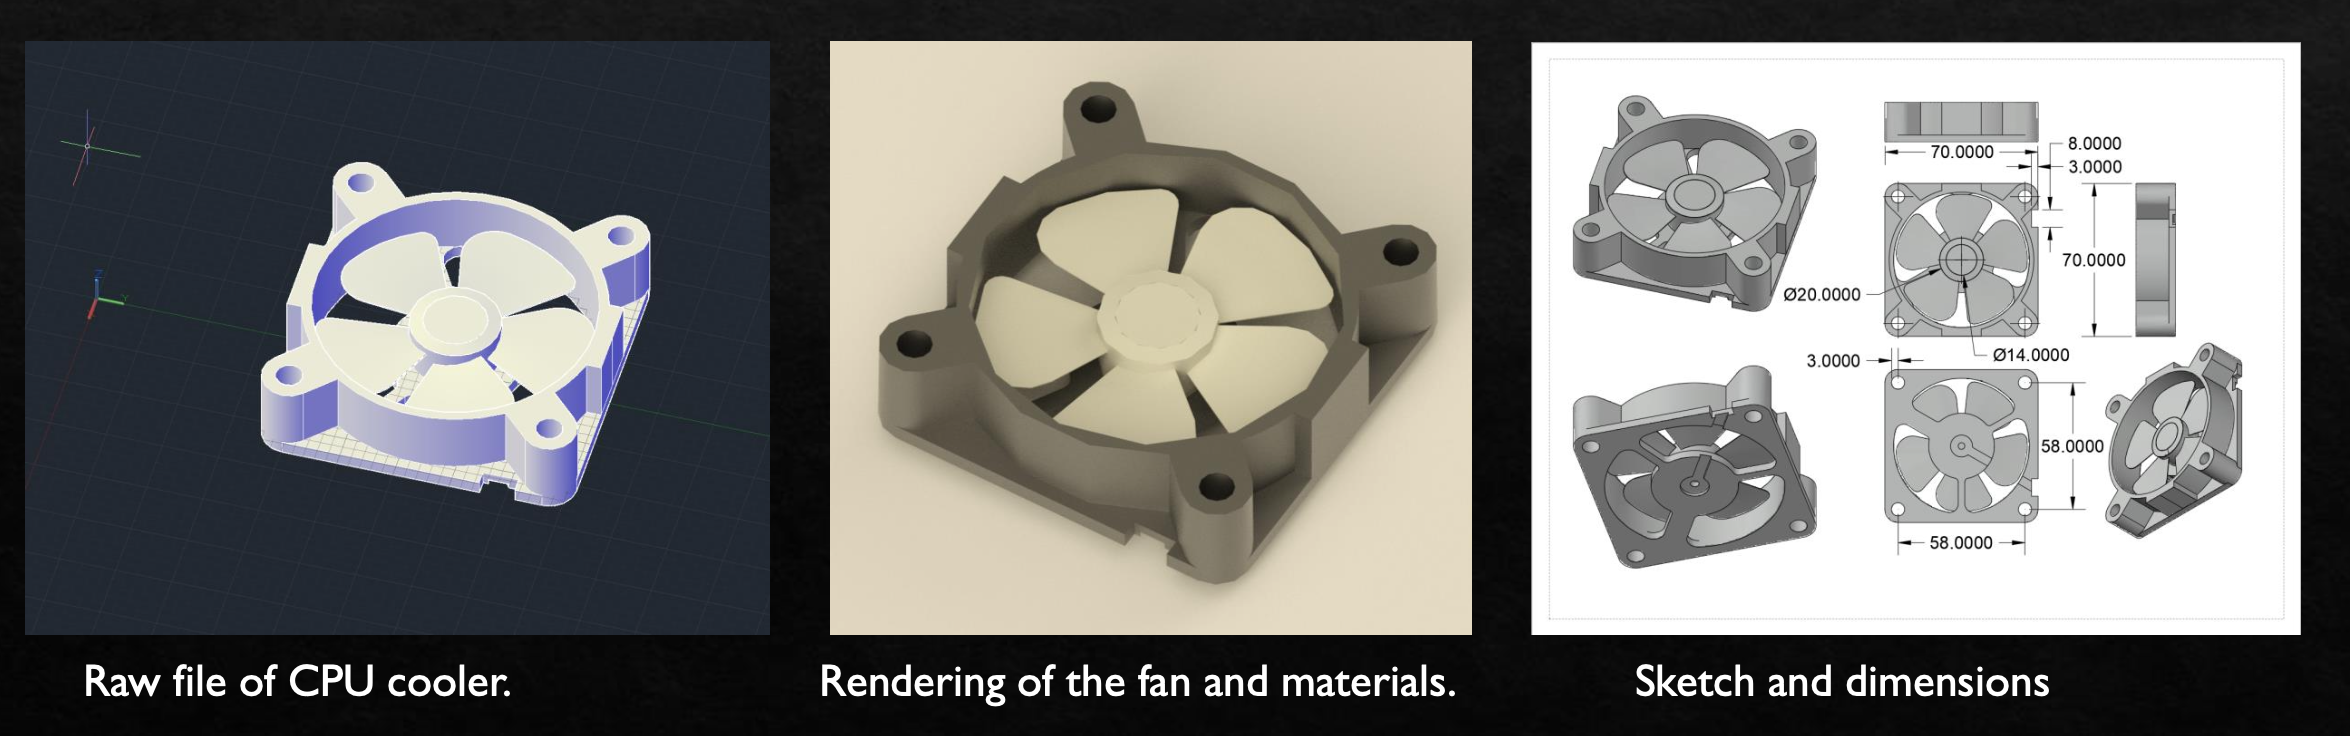 70.0000
8.0000
3.0000
70.0000
Ø20.0000
Ø14.0000
3.0000
58.0000
58.0000
Raw file of CPU cooler.
Rendering of the fan and materials.
Sketch and dimensions